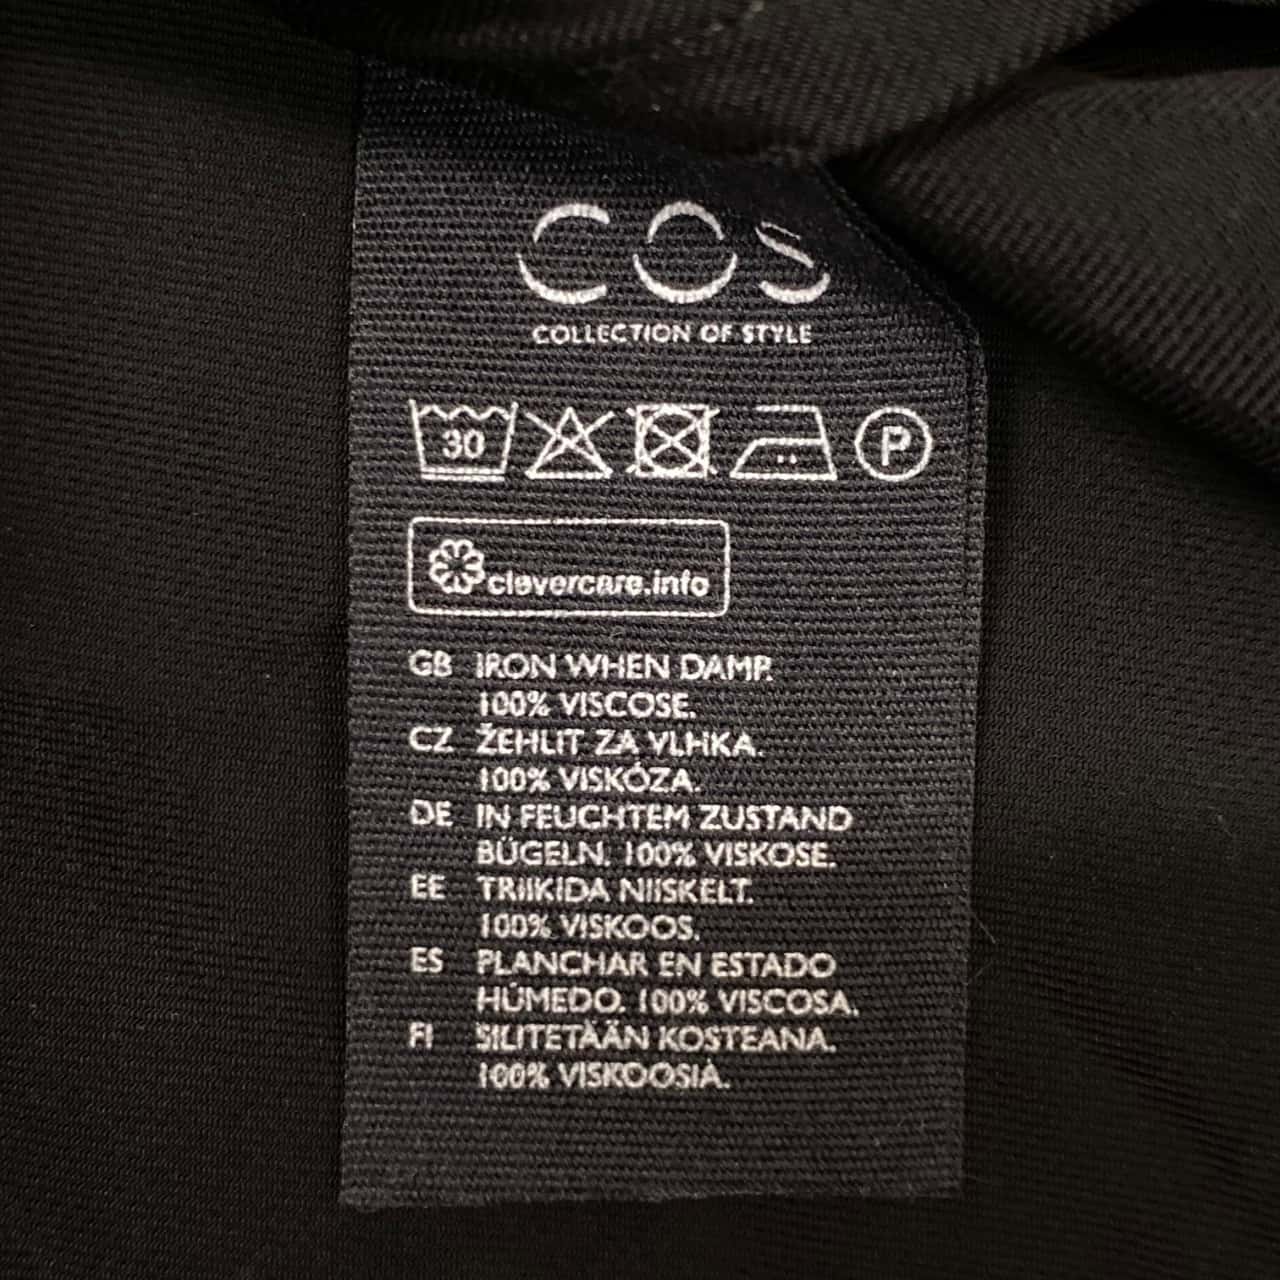 COS
COLLECTION OF STYLE
30 P
clevercare.info
GB IRON WHEN DAMP.
100% VISCOSE.
CZ ŽEHLIT ZA VLHKA.
100% VISKÓZA.
DE IN FEUCHTEM ZUSTAND
BÜGELN. 100% VISKOSE.
EE TRIIKIDA NIISKELT.
100% VISKOOS.
ES PLANCHAR EN ESTADO
HÚMEDO. 100% VISCOSA.
FI SILITETÄÄN KOSTEANA.
100% VISKOOSIA.